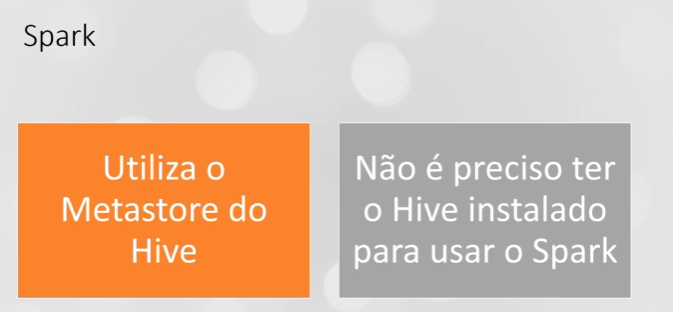 Spark
Utiliza o
Metastore do
Hive
Não é preciso ter
o Hive instalado
para usar o Spark